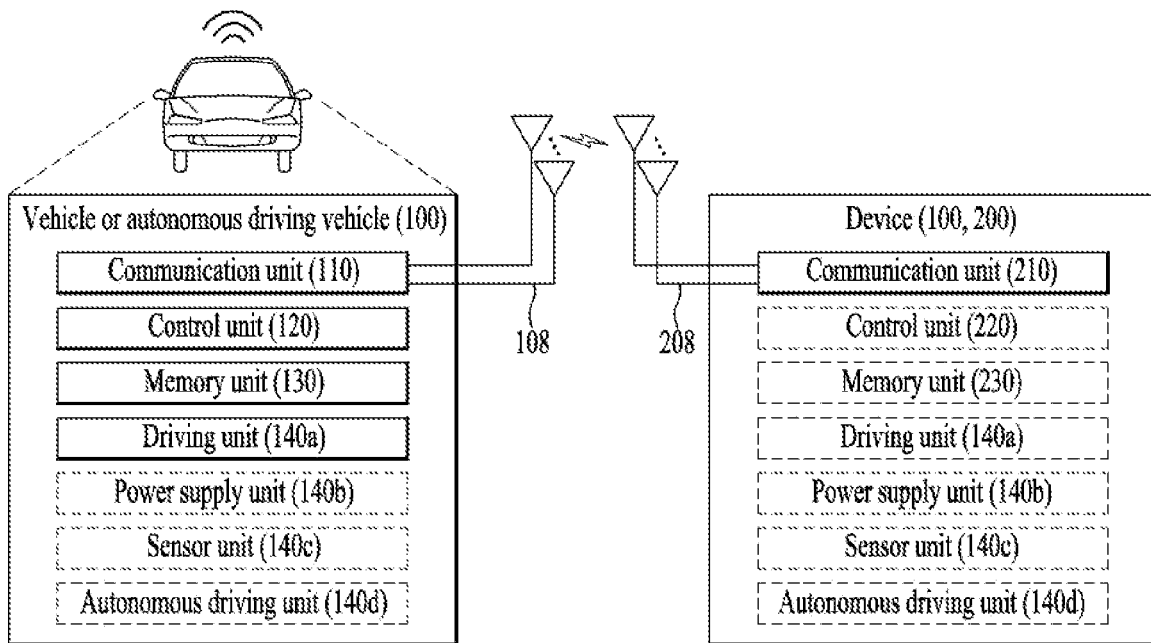 Vehicle or autonomous driving vehicle (100)
Communication unit (110)
Control unit (120)
Memory unit (130)
Driving unit (140a)
Power supply unit (140b)
Sensor unit (140c)
Autonomous driving unit (140d)
108
208
Device (100, 200)
Communication unit (210)
Control unit (220)
Memory unit (230)
Driving unit (140a)
Power supply unit (140b)
Sensor unit (140c)
Autonomous driving unit (140d)